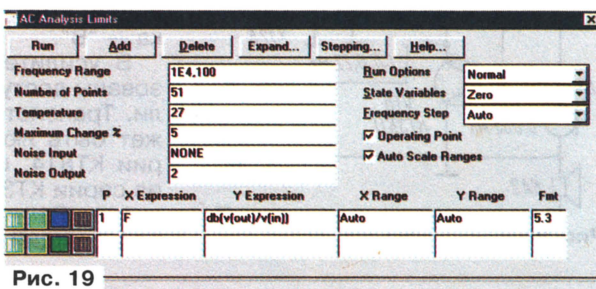 AC Analysis Limits
Run Add Delete Expand... Stepping... Help...
Frequency Range 1E4,100 Run Options Normal
Number of Points 51 State Variables Zero
Temperature 27 Frequency Step Auto
Maximum Change % 5 Operating Point
Noise Input NONE Auto Scale Ranges
Noise Output 2
P X Expression Y Expression X Range Y Range Fmt
1 F db(v(out)/v(in)) Auto Auto 5.3
Рис. 19